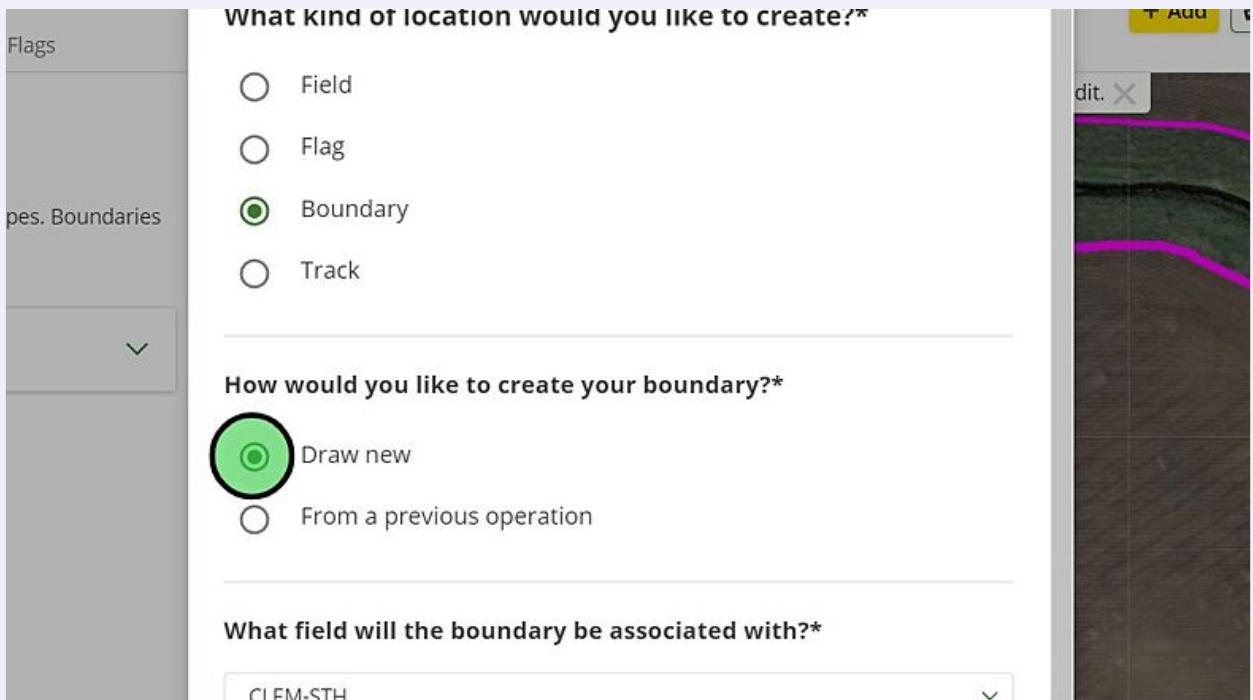 What kind of location would you like to create?*
+ Add
Flags
Field
dit.
Flag
Boundary
pes. Boundaries
Track
How would you like to create your boundary?*
Draw new
From a previous operation
What field will the boundary be associated with?*
CLEM-STH